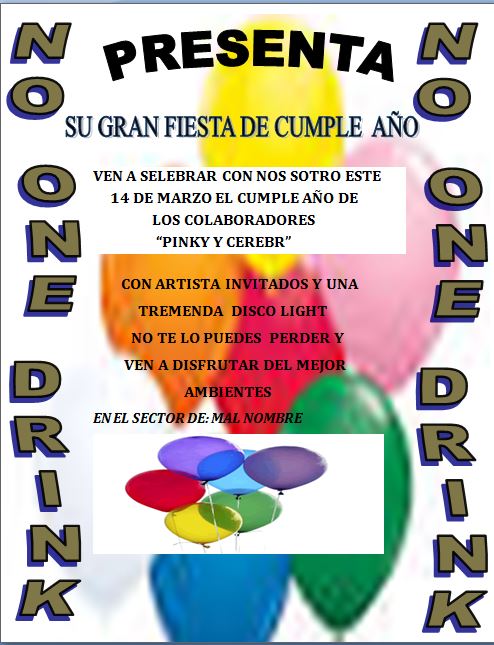 NO ONE DRINK
PRESENTA
SU GRAN FIESTA DE CUMPLE AÑO
VEN A SELEBRAR CON NOS SOTRO ESTE
14 DE MARZO EL CUMPLE AÑO DE
LOS COLABORADORES
“PINKY Y CEREBR”
CON ARTISTA INVITADOS Y UNA
TREMENDA DISCO LIGHT
NO TE LO PUEDES PERDER Y
VEN A DISFRUTAR DEL MEJOR
AMBIENTES
EN EL SECTOR DE: MAL NOMBRE
NO ONE DRINK